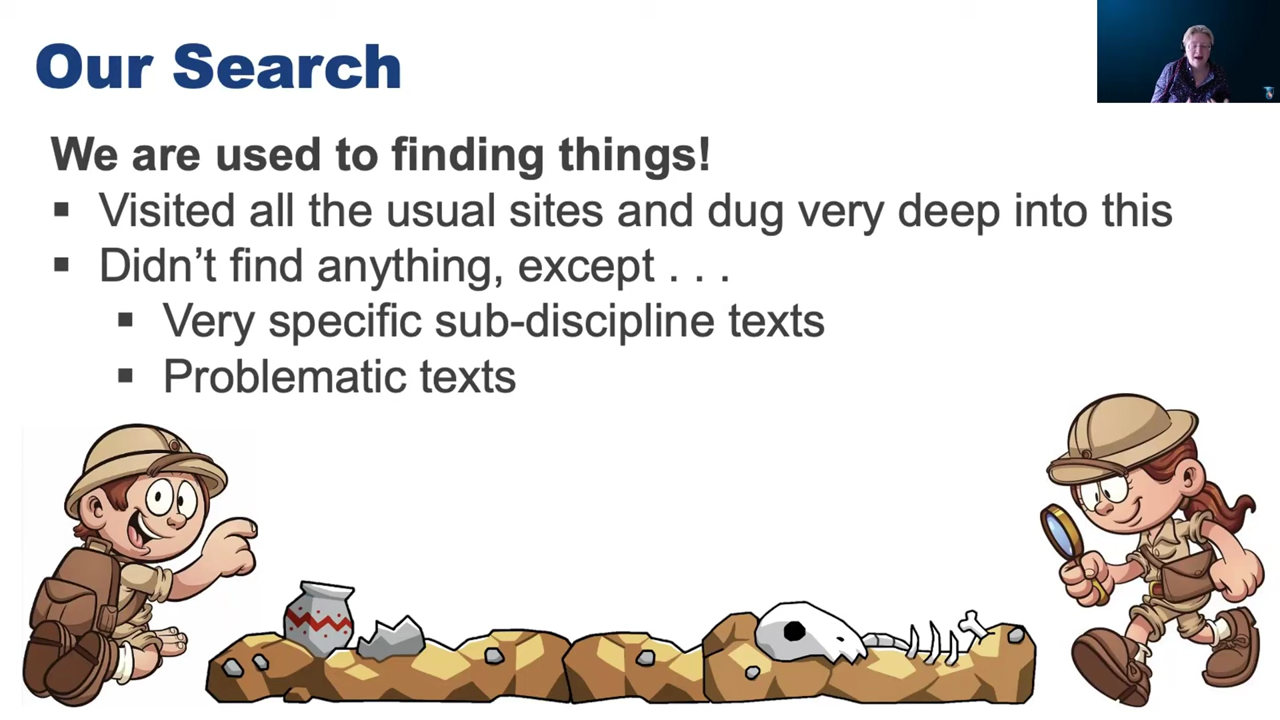 Our Search
We are used to finding things!
▪ Visited all the usual sites and dug very deep into this
▪ Didn’t find anything, except . . .
▪ Very specific sub-discipline texts
▪ Problematic texts